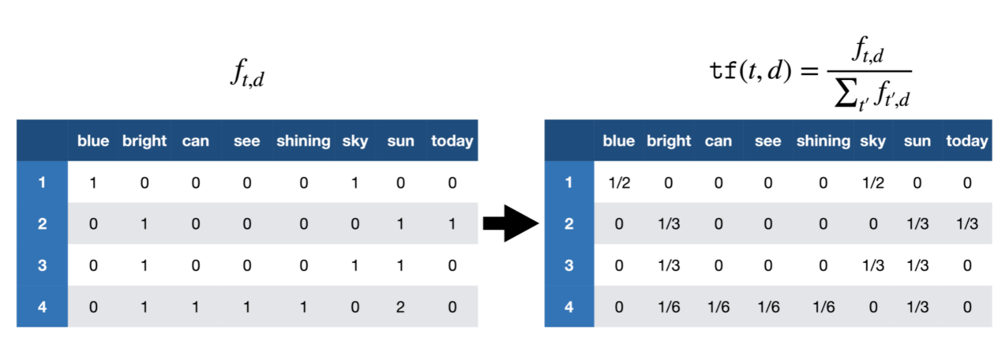 f_{t,d}
tf(t, d) = \frac{f_{t,d}}{\sum_{t'} f_{t',d}}
blue bright can see shining sky sun today
1 1 0 0 0 0 1 0 0
2 0 1 0 0 0 0 1 1
3 0 1 0 0 0 1 1 0
4 0 1 1 1 1 0 2 0
blue bright can see shining sky sun today
1 1/2 0 0 0 0 1/2 0 0
2 0 1/3 0 0 0 0 1/3 1/3
3 0 1/3 0 0 0 1/3 1/3 0
4 0 1/6 1/6 1/6 1/6 0 1/3 0